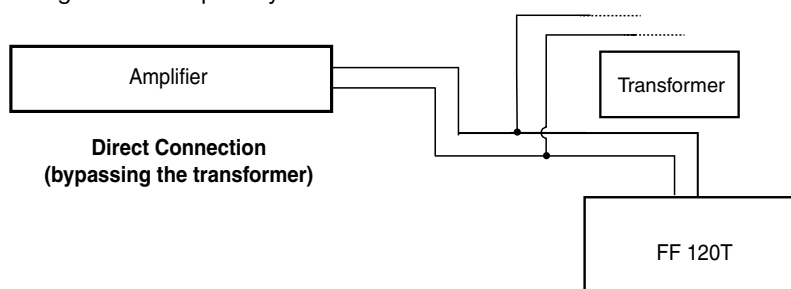 Amplifier
Transformer
Direct Connection
(bypassing the transformer)
FF 120T